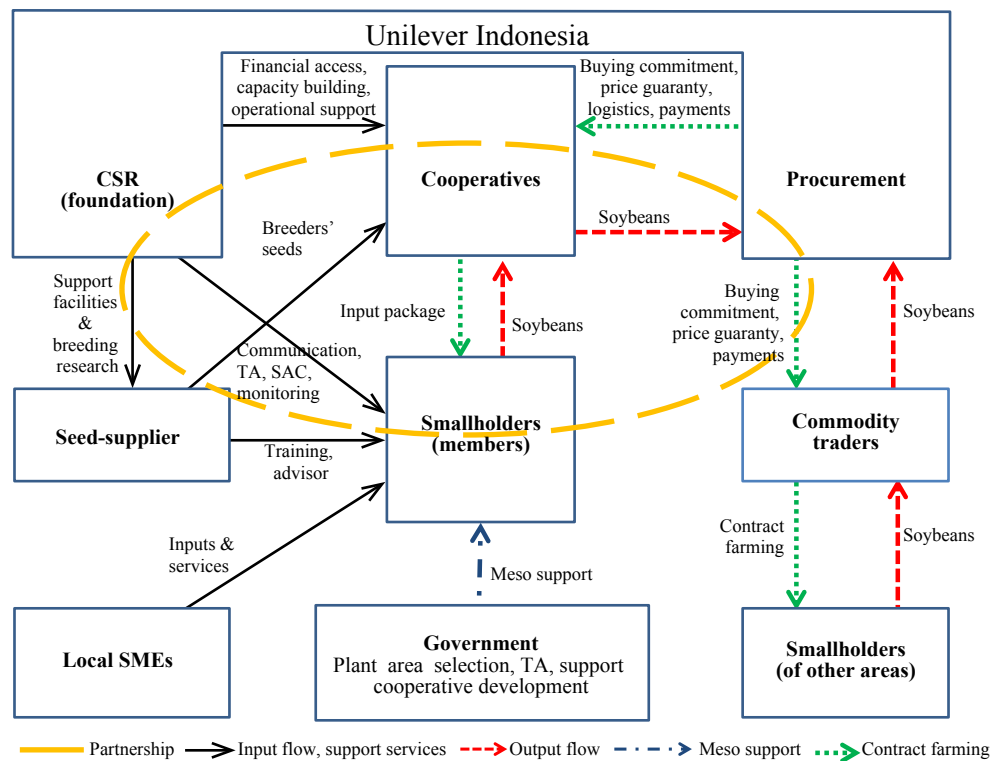 Unilever Indonesia
Financial access,
capacity building,
operational support
Buying commitment,
price guaranty,
logistics, payments
CSR
(foundation)
Cooperatives
Procurement
Breeders’
seeds
Soybeans
Support
facilities
&
breeding
research
Input package
Soybeans
Buying
commitment,
price guaranty,
payments
Soybeans
Communication,
TA, SAC,
monitoring
Seed-supplier
Smallholders
(members)
Commodity
traders
Training,
advisor
Inputs &
services
Contract
farming
Soybeans
Meso support
Local SMEs
Government
Plant area selection, TA, support
cooperative development
Smallholders
(of other areas)
Partnership
Input flow, support services
Output flow
Meso support
Contract farming